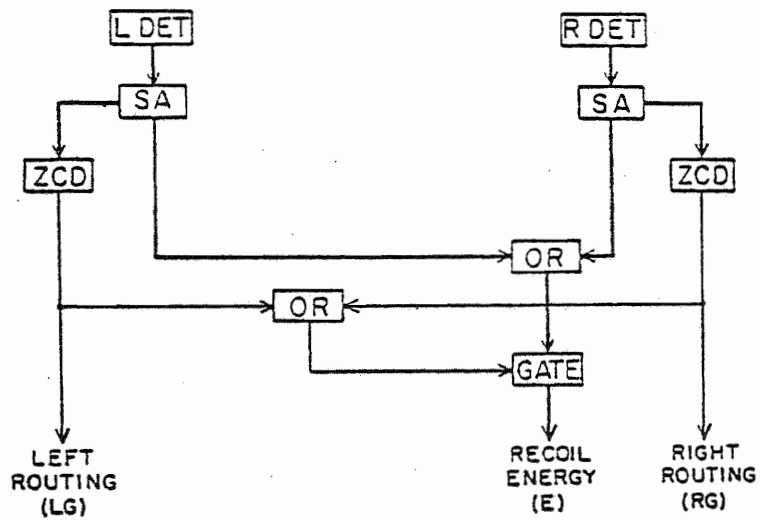 L DET
R DET
SA
SA
ZCD
ZCD
OR
OR
GATE
LEFT
ROUTING
(LG)
RECOIL
ENERGY
(E)
RIGHT
ROUTING
(RG)